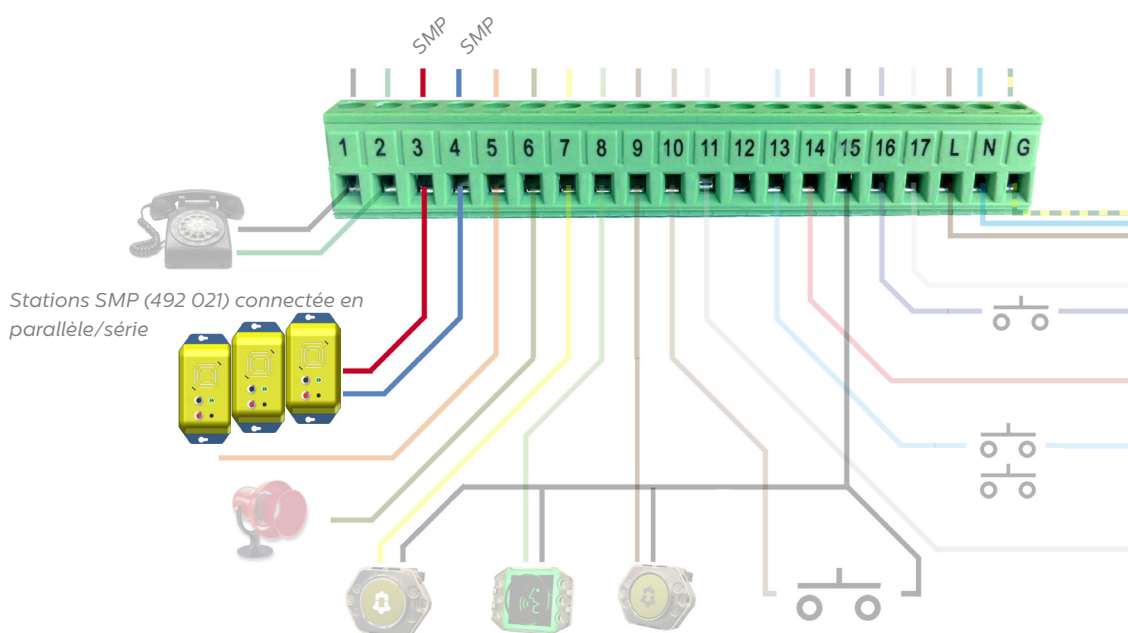 SMP SMP
1 2 3 4 5 6 7 8 9 10 11 12 13 14 15 16 17 L N G
Stations SMP (492 021) connectée en
parallèle/série